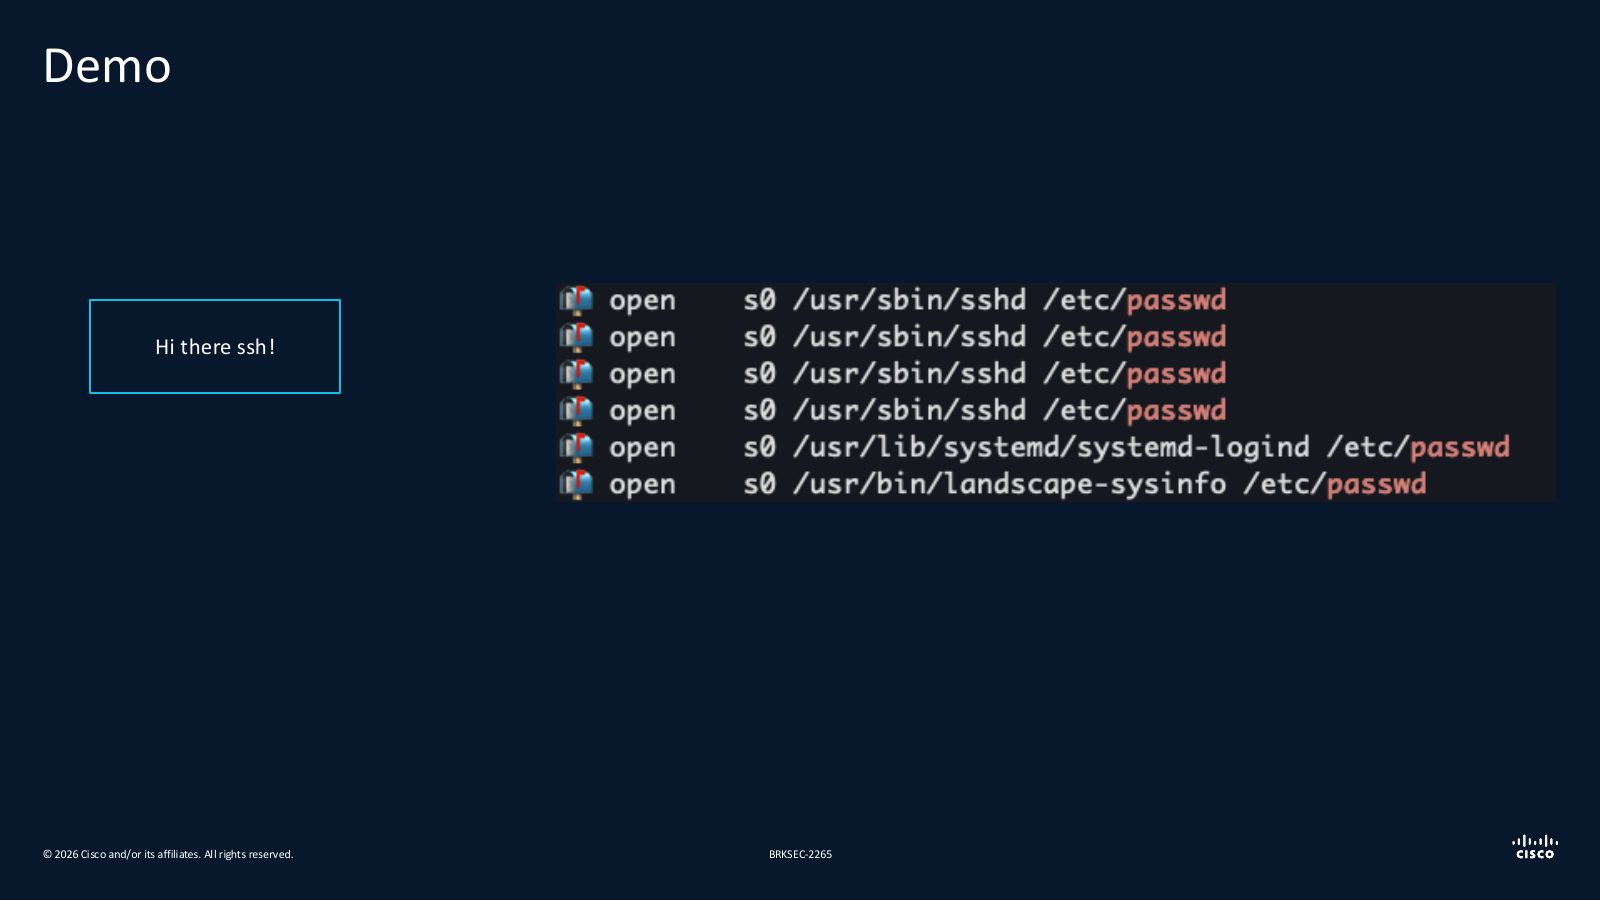 Demo
Hi there ssh!
open s0 /usr/sbin/sshd /etc/passwd
open s0 /usr/sbin/sshd /etc/passwd
open s0 /usr/sbin/sshd /etc/passwd
open s0 /usr/sbin/sshd /etc/passwd
open s0 /usr/lib/systemd/systemd-logind /etc/passwd
open s0 /usr/bin/landscape-sysinfo /etc/passwd
© 2026 Cisco and/or its affiliates. All rights reserved.
BRKSEC-2265
CISCO